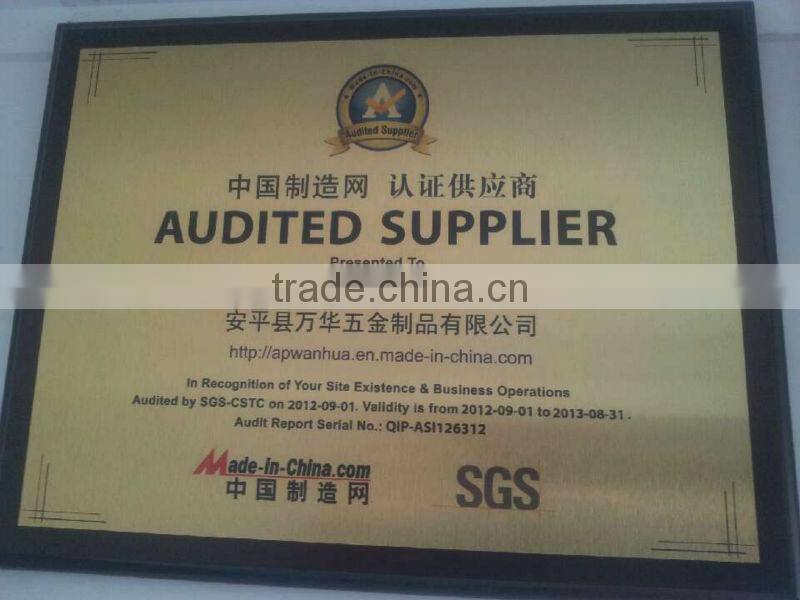 Made-in-China.com
A
Audited Supplier
中国制造网 认证供应商
AUDITED SUPPLIER
Presented To
trade.china.cn
安平县万华五金制品有限公司
http://apwanhua.en.made-in-china.com
In Recognition of Your Site Existence & Business Operations
Audited by SGS-CSTC on 2012-09-01. Validity is from 2012-09-01 to 2013-08-31 .
Audit Report Serial No.: QIP-ASI126312
Made-in-China.com
中国制造网
SGS